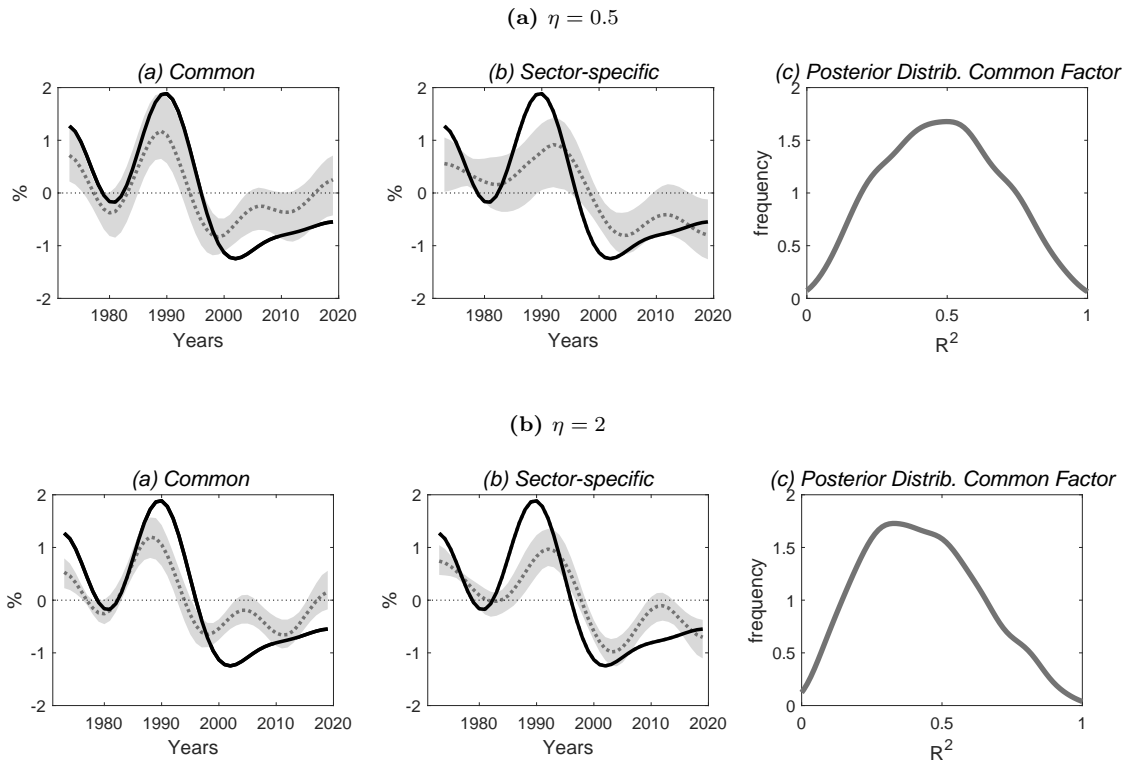 (a) η = 0.5
(a) Common
(b) Sector-specific
(c) Posterior Distrib. Common Factor
2
1
0
-1
-2
%
1980 1990 2000 2010 2020
Years
2
1
0
-1
-2
%
1980 1990 2000 2010 2020
Years
2
1.5
1
0.5
0
frequency
0 0.5 1
R²
(b) η = 2
(a) Common
(b) Sector-specific
(c) Posterior Distrib. Common Factor
2
1
0
-1
-2
%
1980 1990 2000 2010 2020
Years
2
1
0
-1
-2
%
1980 1990 2000 2010 2020
Years
2
1.5
1
0.5
0
frequency
0 0.5 1
R²